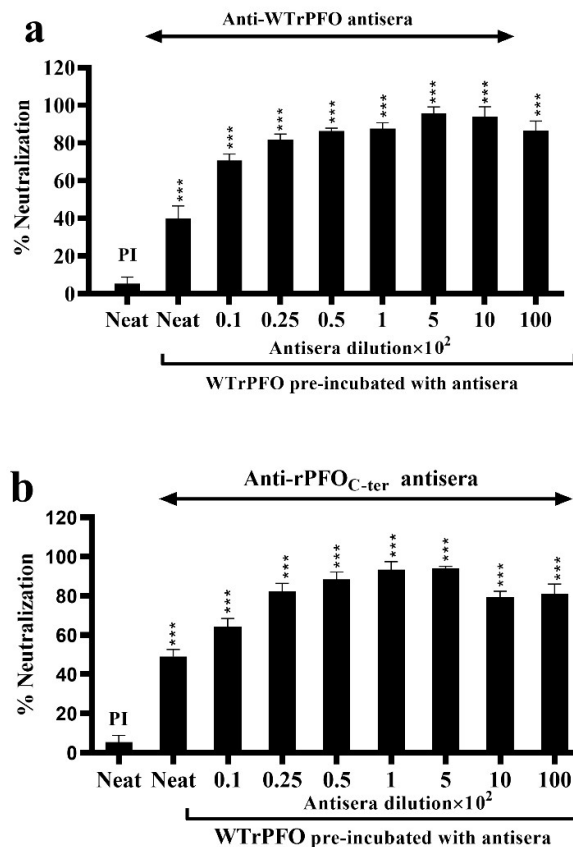 a
Anti-WTrPFO antisera
% Neutralization
120
100
80
60
40
20
0
PI
***
***
***
***
***
***
***
***
Neat Neat 0.1 0.25 0.5 1 5 10 100
Antisera dilution×10²
WTrPFO pre-incubated with antisera
b
Anti-rPFO_C-ter antisera
% Neutralization
120
100
80
60
40
20
0
PI
***
***
***
***
***
***
***
***
Neat Neat 0.1 0.25 0.5 1 5 10 100
Antisera dilution×10²
WTrPFO pre-incubated with antisera